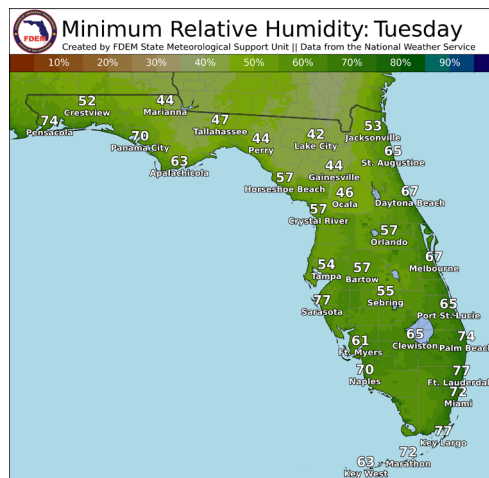 Minimum Relative Humidity: Tuesday
Created by FDEM State Meteorological Support Unit || Data from the National Weather Service
FDEM
10% 20% 30% 40% 50% 60% 70% 80% 90%
52
Crestview
44
Marianna
74
Pensacola
70
Panama City
47
Tallahassee
63
Apalachicola
44
Perry
42
Lake City
53
Jacksonville
65
St. Augustine
44
Gainesville
57
Horseshoe Beach
46
Ocala
67
Daytona Beach
57
Crystal River
57
Orlando
54
Tampa
57
Bartow
67
Melbourne
77
Sarasota
55
Sebring
65
Port St. Lucie
61
Ft. Myers
65
Clewiston
74
Palm Beac
70
Naples
77
Ft. Lauderdal
72
Miami
77
Key Largo
72
Marathon
63
Key West